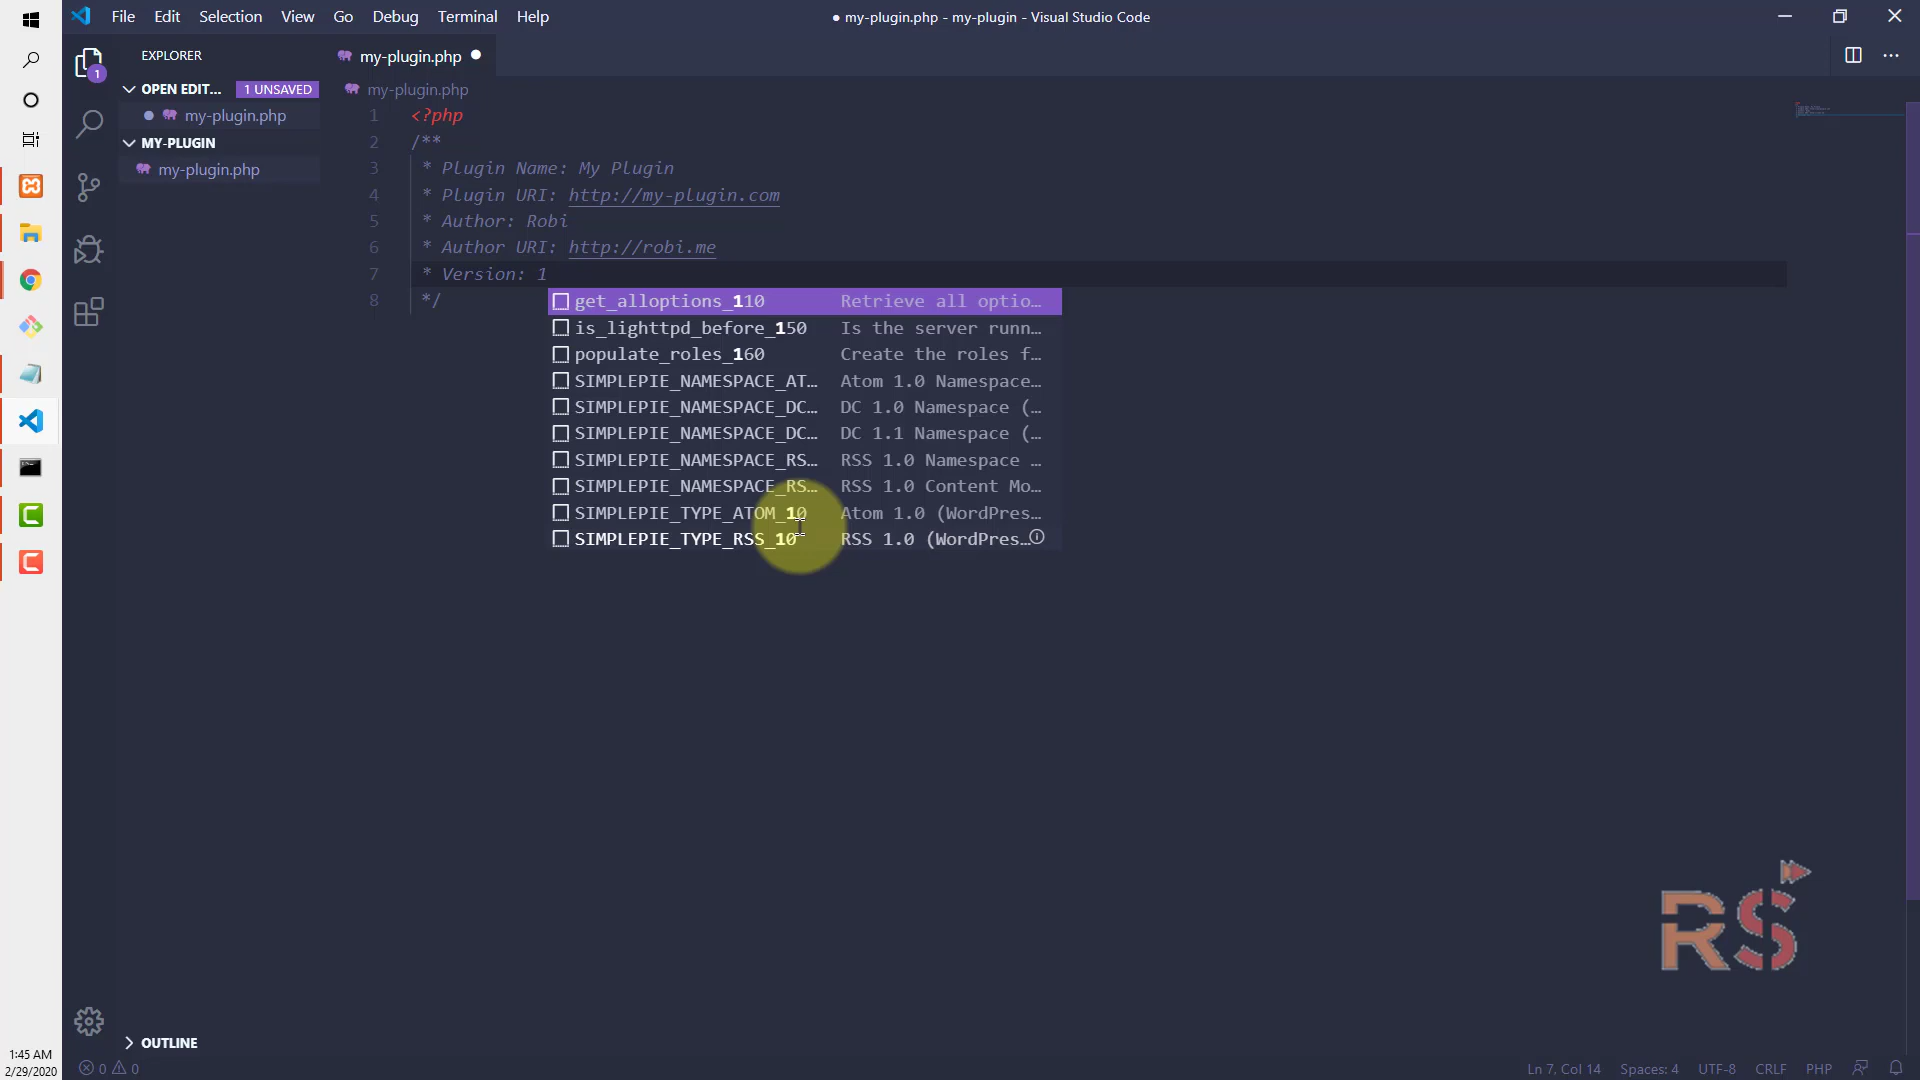 File Edit Selection View Go Debug Terminal Help
● my-plugin.php - my-plugin - Visual Studio Code
EXPLORER
my-plugin.php
1
OPEN EDIT... 1 UNSAVED
my-plugin.php
MY-PLUGIN
my-plugin.php
my-plugin.php
1 <?php
2 /**
3 * Plugin Name: My Plugin
4 * Plugin URI: http://my-plugin.com
5 * Author: Robi
6 * Author URI: http://robi.me
7 * Version: 1
8 */
get_alloptions_110 Retrieve all optio...
is_lighttpd_before_150 Is the server runn...
populate_roles_160 Create the roles f...
SIMPLEPIE_NAMESPACE_AT... Atom 1.0 Namespace...
SIMPLEPIE_NAMESPACE_DC... DC 1.0 Namespace (...
SIMPLEPIE_NAMESPACE_DC... DC 1.1 Namespace (...
SIMPLEPIE_NAMESPACE_RS... RSS 1.0 Namespace ...
SIMPLEPIE_NAMESPACE_RS... RSS 1.0 Content Mo...
SIMPLEPIE_TYPE_ATOM_10 Atom 1.0 (WordPres...
SIMPLEPIE_TYPE_RSS_10 RSS 1.0 (WordPres...
RS
OUTLINE
1:45 AM
2/29/2020
0 0
Ln 7, Col 14 Spaces: 4 UTF-8 CRLF PHP